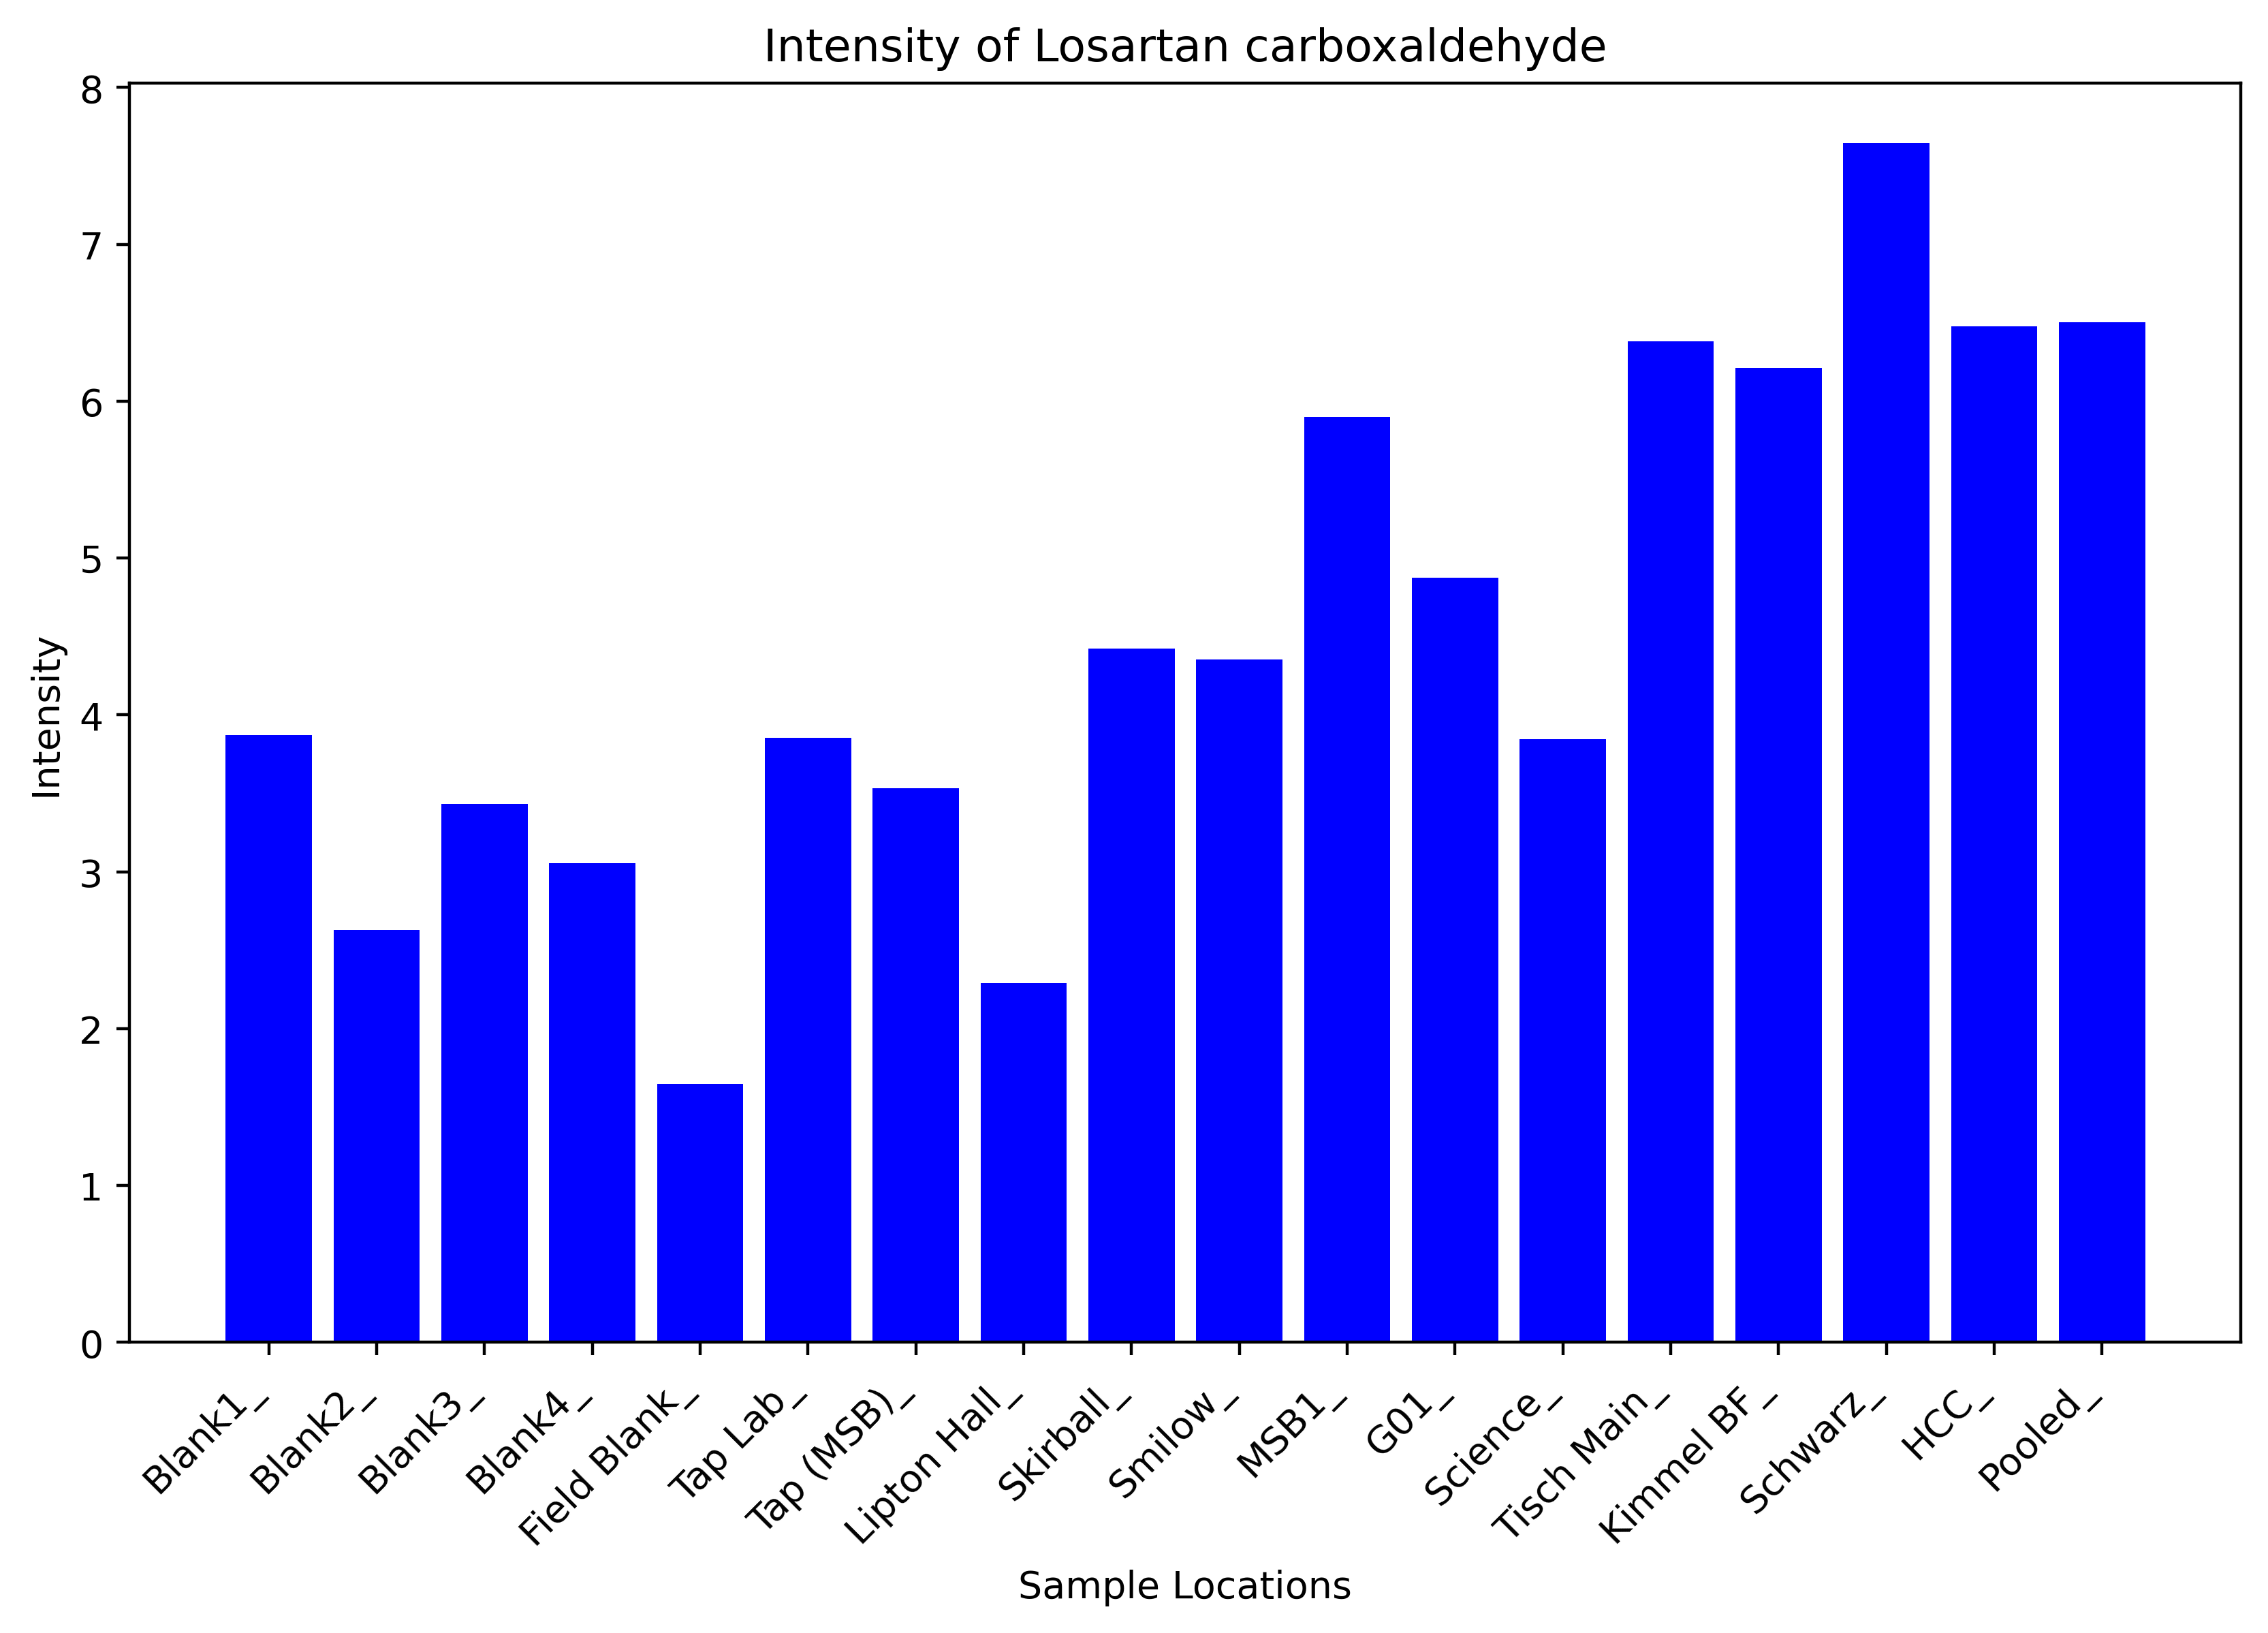 Intensity of Losartan carboxaldehyde
8
7
6
5
4
3
2
1
0
Intensity
Blank1_
Blank2_
Blank3_
Blank4_
Field Blank_
Tap Lab_
Tap (MSB)_
Lipton Hall_
Skirball_
Smilow_
MSB1_
G01_
Science_
Tisch Main_
Kimmel BF_
Schwarz_
HCC_
Pooled_
Sample Locations